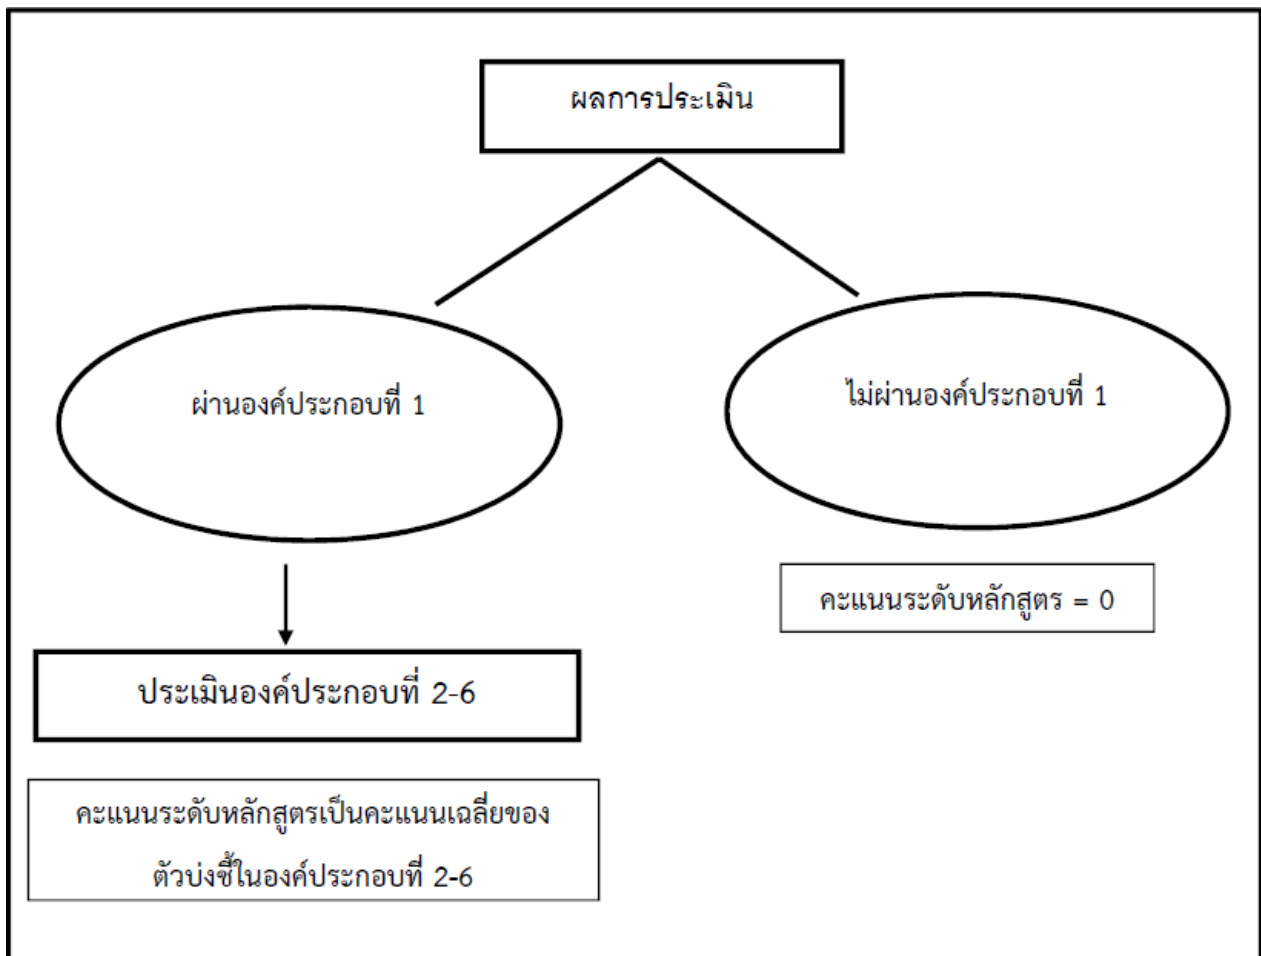 ผลการประเมิน
ผ่านองค์ประกอบที่ 1
ไม่ผ่านองค์ประกอบที่ 1
คะแนนระดับหลักสูตร = 0
ประเมินองค์ประกอบที่ 2-6
คะแนนระดับหลักสูตรเป็นคะแนนเฉลี่ยของ
ตัวบ่งชี้ในองค์ประกอบที่ 2-6